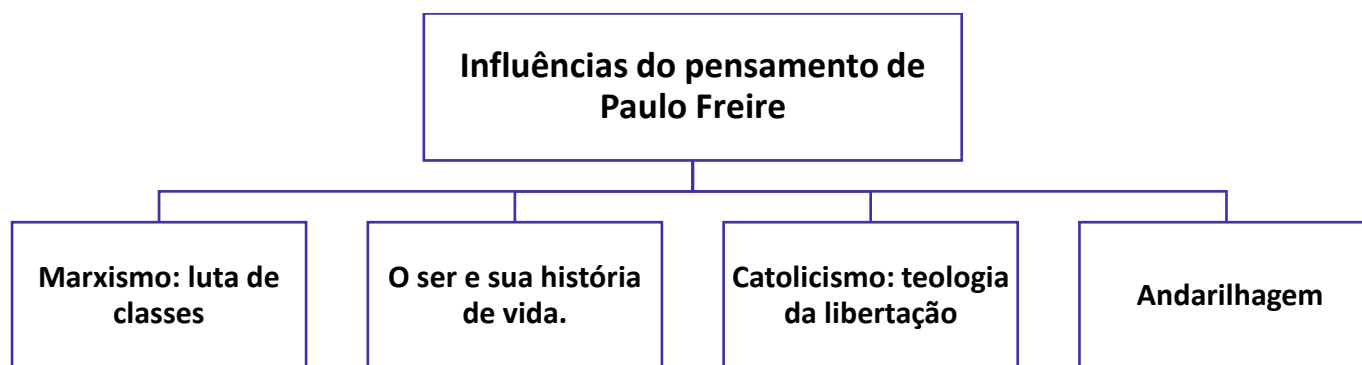 Influências do pensamento de
Paulo Freire
Marxismo: luta de
classes
O ser e sua história
de vida.
Catolicismo: teologia
da libertação
Andarilhagem